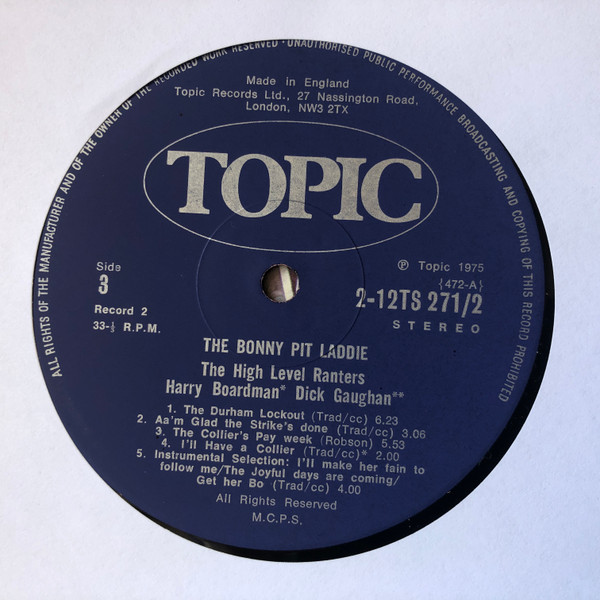 ALL RIGHTS OF THE MANUFACTURER AND OF THE OWNER OF THE RECORDED WORK RESERVED · UNAUTHORISED PUBLIC PERFORMANCE BROADCASTING AND COPYING OF THIS RECORD PROHIBITED
Made in England
Topic Records Ltd., 27 Nassington Road,
London, NW3 2TX
TOPIC
Side
3
Record 2
33-⅓ R.P.M.
℗ Topic 1975
{472-A}
2-12TS 271/2
STEREO
THE BONNY PIT LADDIE
The High Level Ranters
Harry Boardman* Dick Gaughan**
1. The Durham Lockout (Trad/cc) 6.23
2. Aa'm Glad the Strike's done (Trad/cc) 3.06
3. The Collier's Pay week (Robson) 5.53
4. I'll Have a Collier (Trad/cc)* 2.00
5. Instrumental Selection: I'll make her fain to
follow me/The Joyful days are coming/
Get her Bo (Trad/cc) 4.00
All Rights Reserved
M.C.P.S.